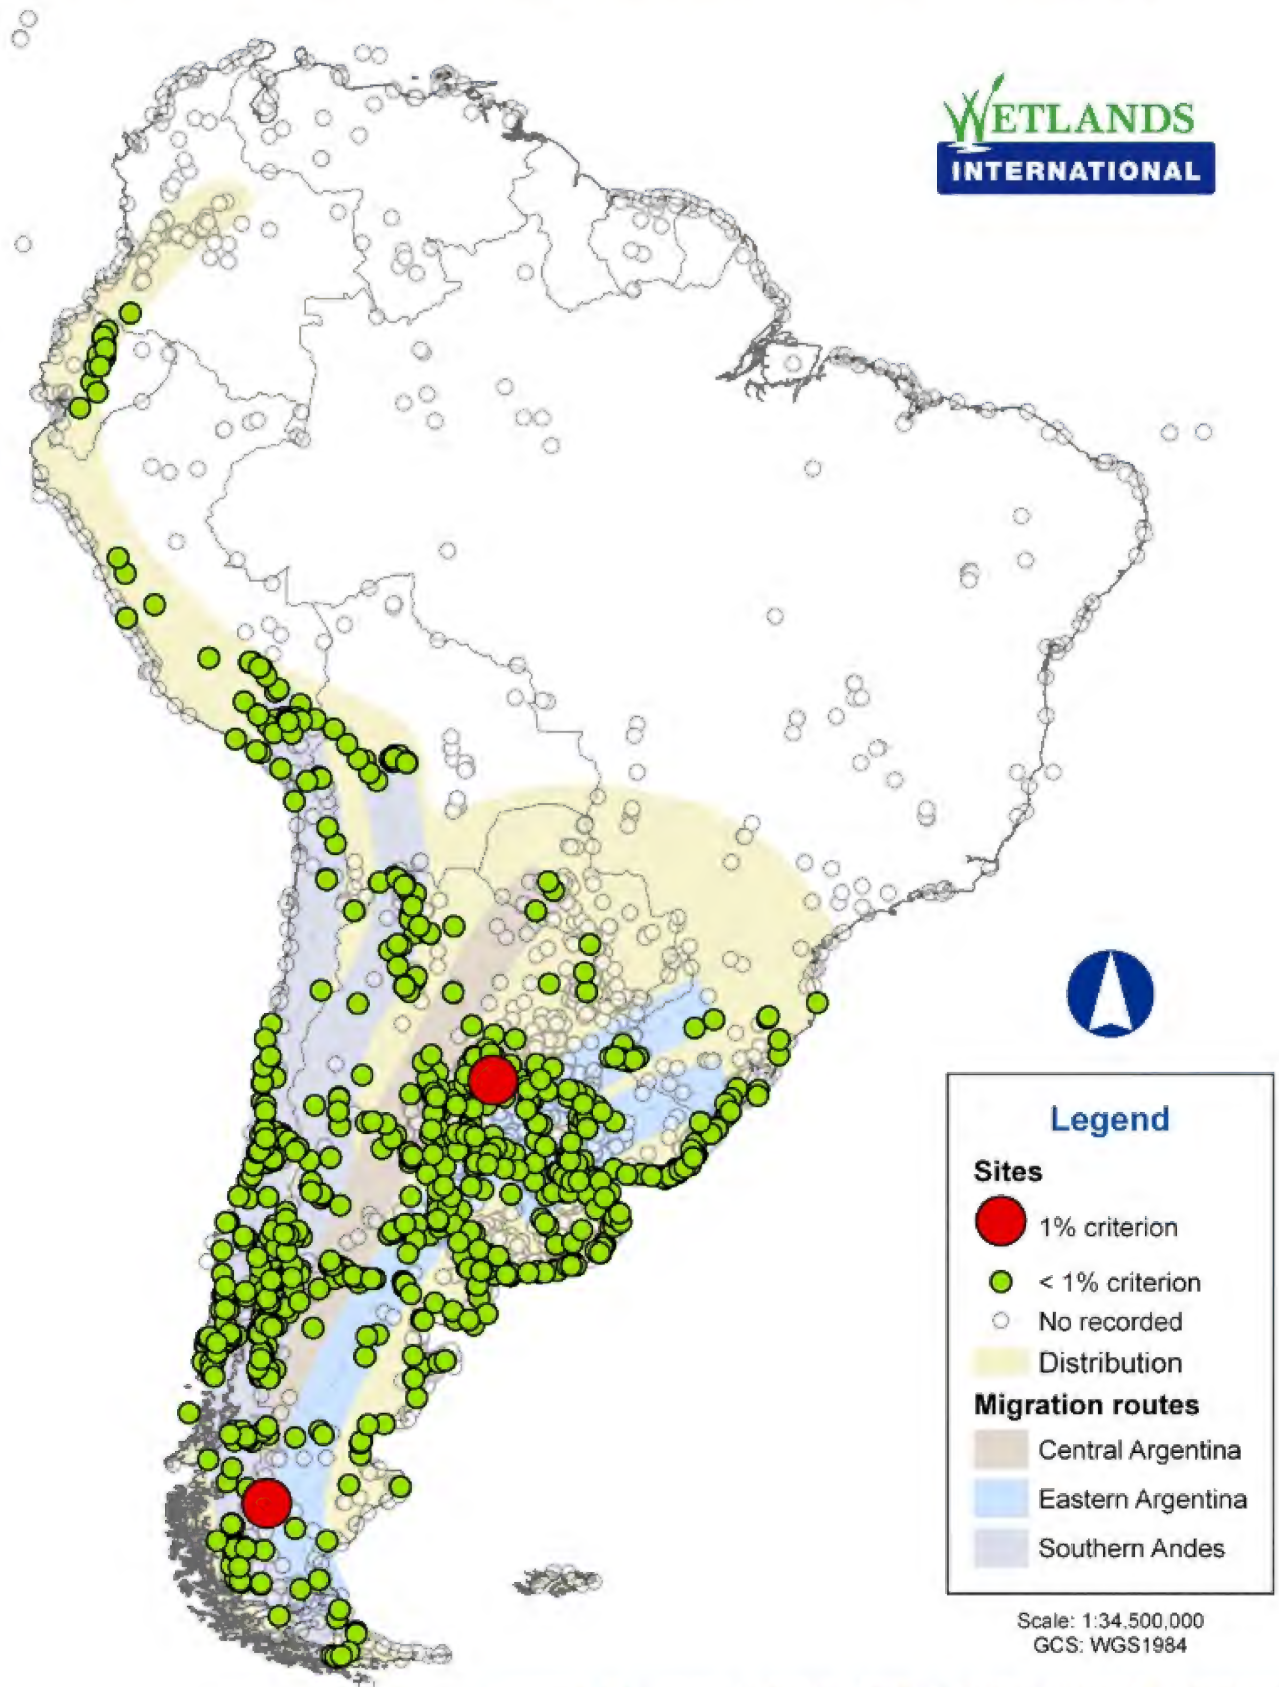 WETLANDS
INTERNATIONAL
Legend
Sites
1% criterion
< 1% criterion
No recorded
Distribution
Migration routes
Central Argentina
Eastern Argentina
Southern Andes
Scale: 1:34.500,000
GCS: WGS1984